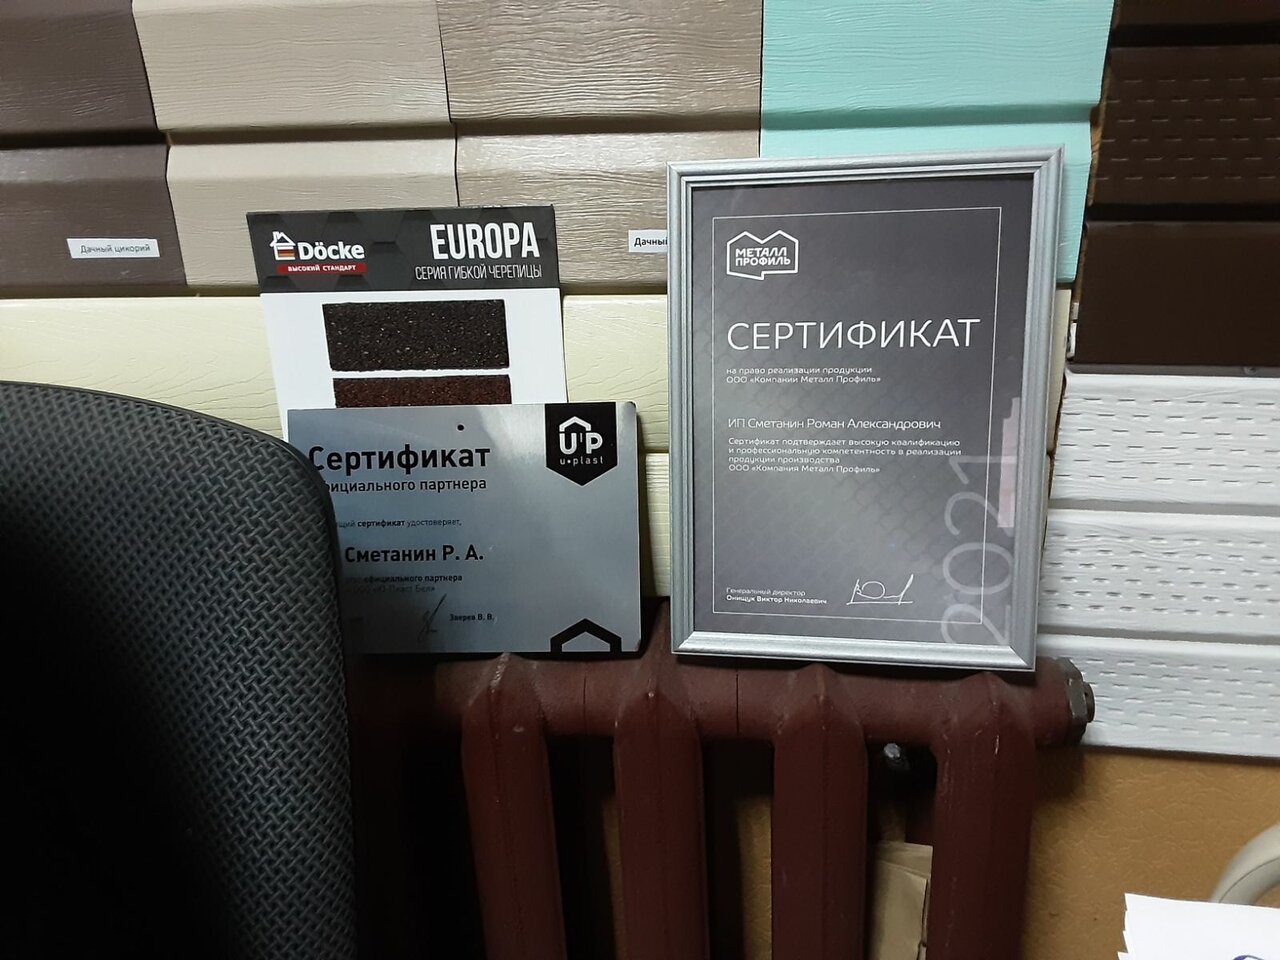 Дачный цикорий
Дачный
Döcke
ВЫСОКИЙ СТАНДАРТ
EUROPA
СЕРИЯ ГИБКОЙ ЧЕРЕПИЦЫ
UP
u•plast
Сертификат
официального партнера
сертификат удостоверяет,
Сметанин Р. А.
официального партнера
Зверев В. В.
МЕТАЛЛ
ПРОФИЛЬ
СЕРТИФИКАТ
на право реализации продукции
ООО «Компании Металл Профиль»
ИП Сметанин Роман Александрович
Сертификат подтверждает высокую квалификацию
и профессиональную компетентность в реализации
продукции производства
ООО «Компания Металл Профиль»
2021
Генеральный директор
Онищук Виктор Николаевич